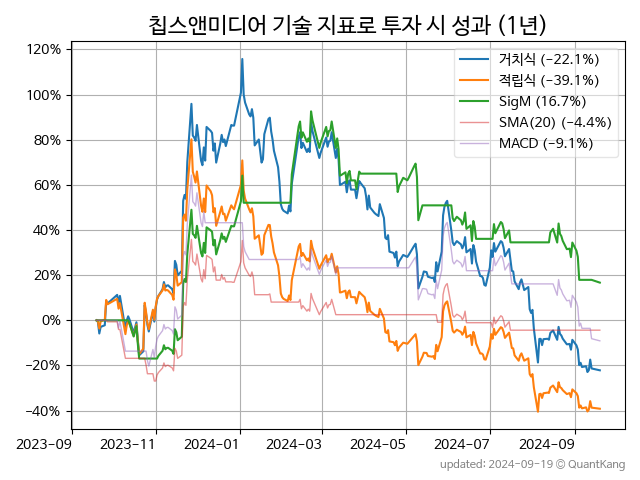 칩스앤미디어 기술 지표로 투자 시 성과 (1년)
120%
100%
80%
60%
40%
20%
0%
−20%
−40%
거치식 (−22.1%)
적립식 (−39.1%)
SigM (16.7%)
SMA(20) (−4.4%)
MACD (−9.1%)
2023-09
2023-11
2024-01
2024-03
2024-05
2024-07
2024-09
updated: 2024-09-19 @ QuantKang